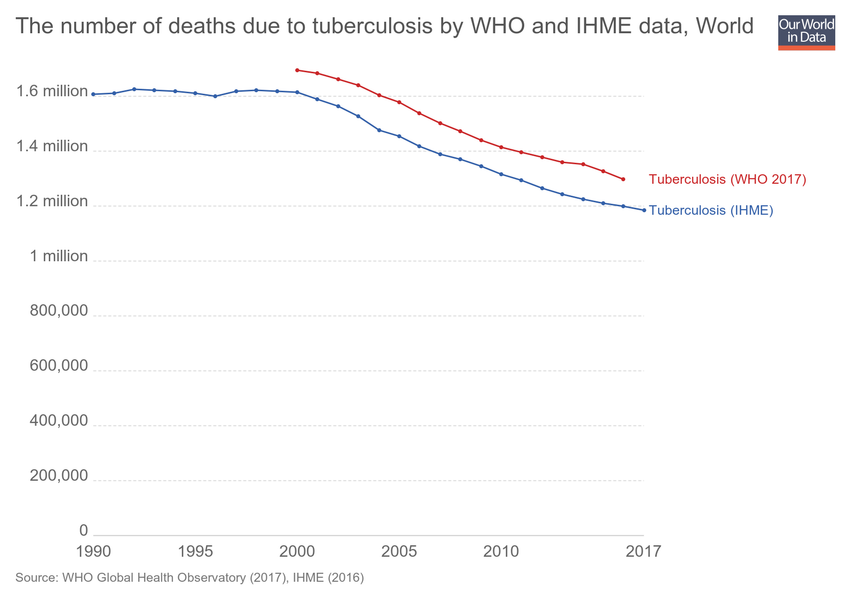 The number of deaths due to tuberculosis by WHO and IHME data, World
Our World
in Data
1.6 million
1.4 million
1.2 million
1 million
800,000
600,000
400,000
200,000
0
Tuberculosis (WHO 2017)
Tuberculosis (IHME)
1990 1995 2000 2005 2010 2017
Source: WHO Global Health Observatory (2017), IHME (2016)